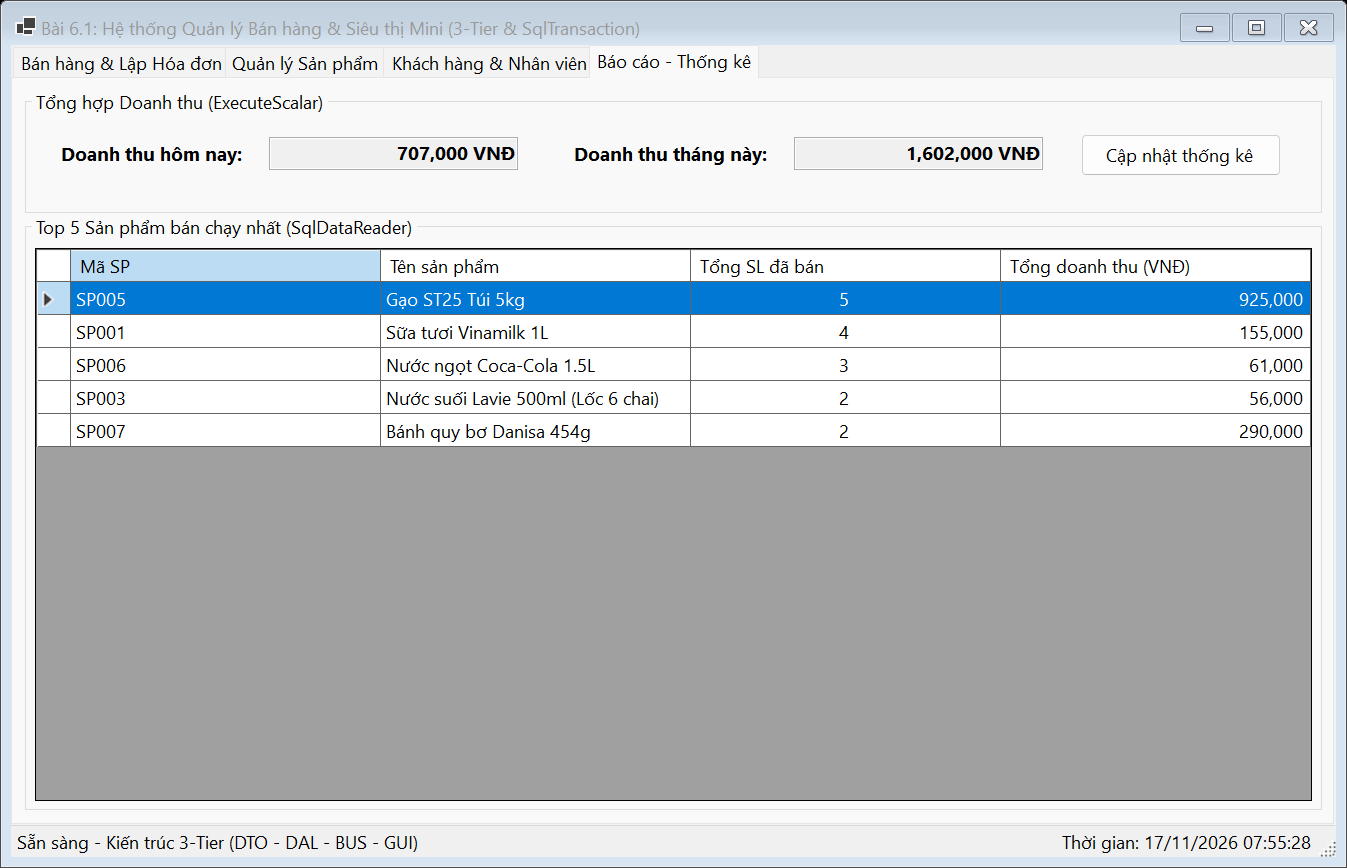 Bài 6.1: Hệ thống Quản lý Bán hàng & Siêu thị Mini (3-Tier & SqlTransaction)
Bán hàng & Lập Hóa đơn Quản lý Sản phẩm Khách hàng & Nhân viên Báo cáo - Thống kê
Tổng hợp Doanh thu (ExecuteScalar)
Doanh thu hôm nay: 707,000 VNĐ Doanh thu tháng này: 1,602,000 VNĐ Cập nhật thống kê
Top 5 Sản phẩm bán chạy nhất (SqlDataReader)
Mã SP Tên sản phẩm Tổng SL đã bán Tổng doanh thu (VNĐ)
SP005 Gạo ST25 Túi 5kg 5 925,000
SP001 Sữa tươi Vinamilk 1L 4 155,000
SP006 Nước ngọt Coca-Cola 1.5L 3 61,000
SP003 Nước suối Lavie 500ml (Lốc 6 chai) 2 56,000
SP007 Bánh quy bơ Danisa 454g 2 290,000
Sẵn sàng - Kiến trúc 3-Tier (DTO - DAL - BUS - GUI) Thời gian: 17/11/2026 07:55:28